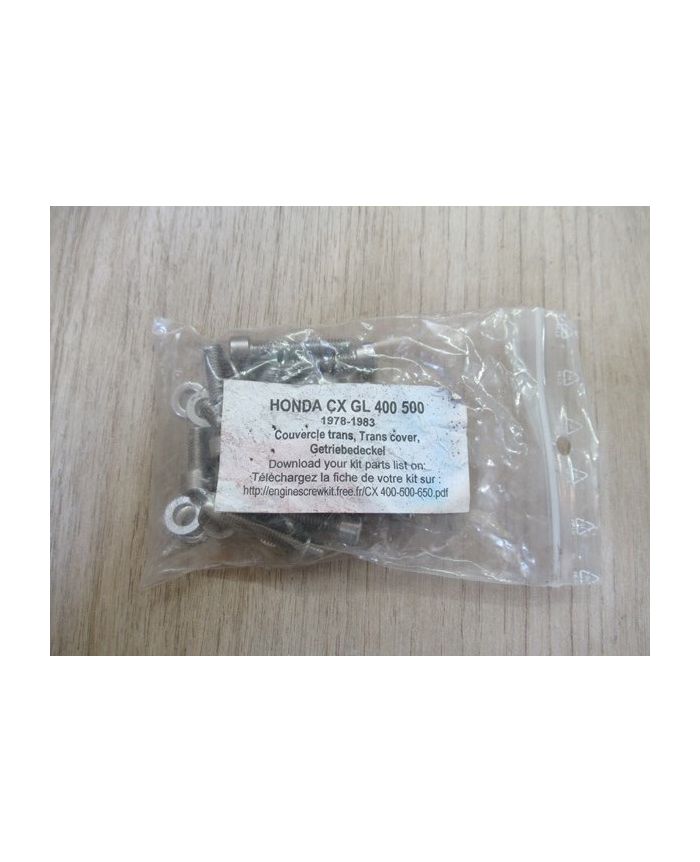 HONDA CX GL 400 500
1978-1983
Couvercle trans, Trans cover,
Getriebedeckel
Download your kit parts list on:
Téléchargez la fiche de votre kit sur :
http://enginescrewkit.free.fr/CX 400-500-650.pdf